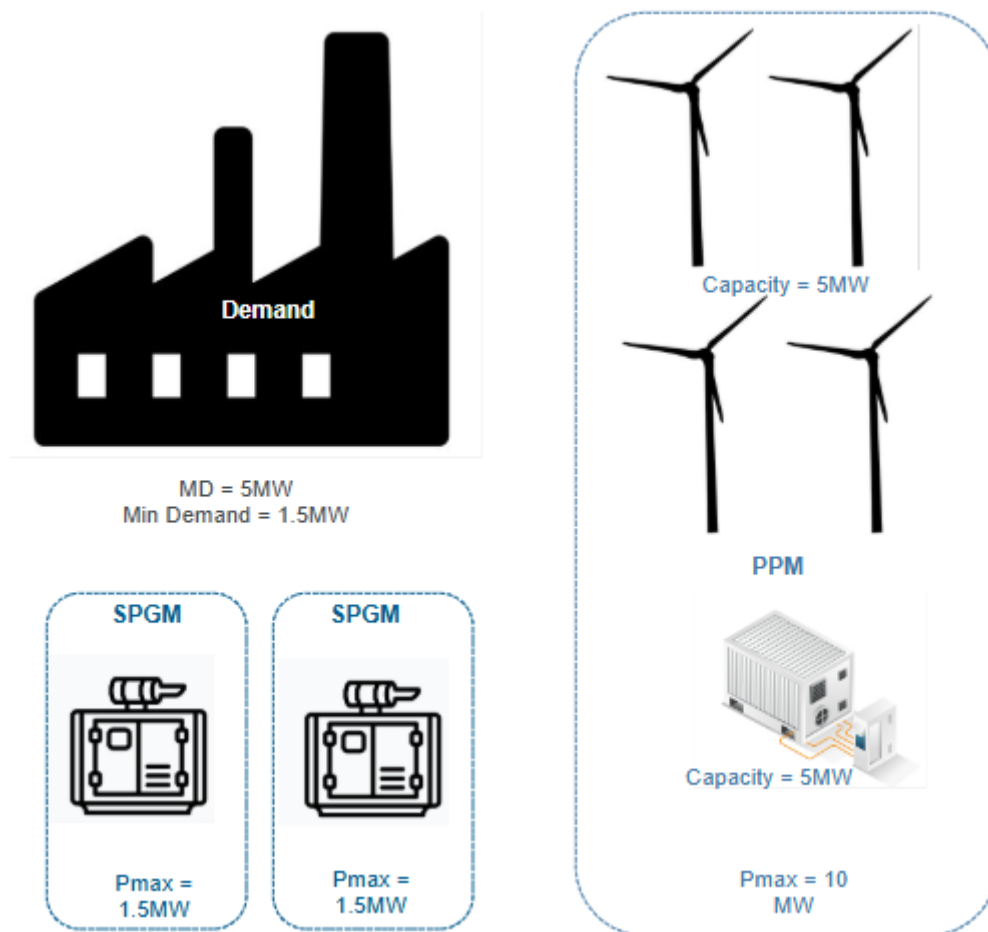 Demand
MD = 5MW
Min Demand = 1.5MW
SPGM
Pmax =
1.5MW
SPGM
Pmax =
1.5MW
Capacity = 5MW
PPM
Capacity = 5MW
Pmax = 10
MW